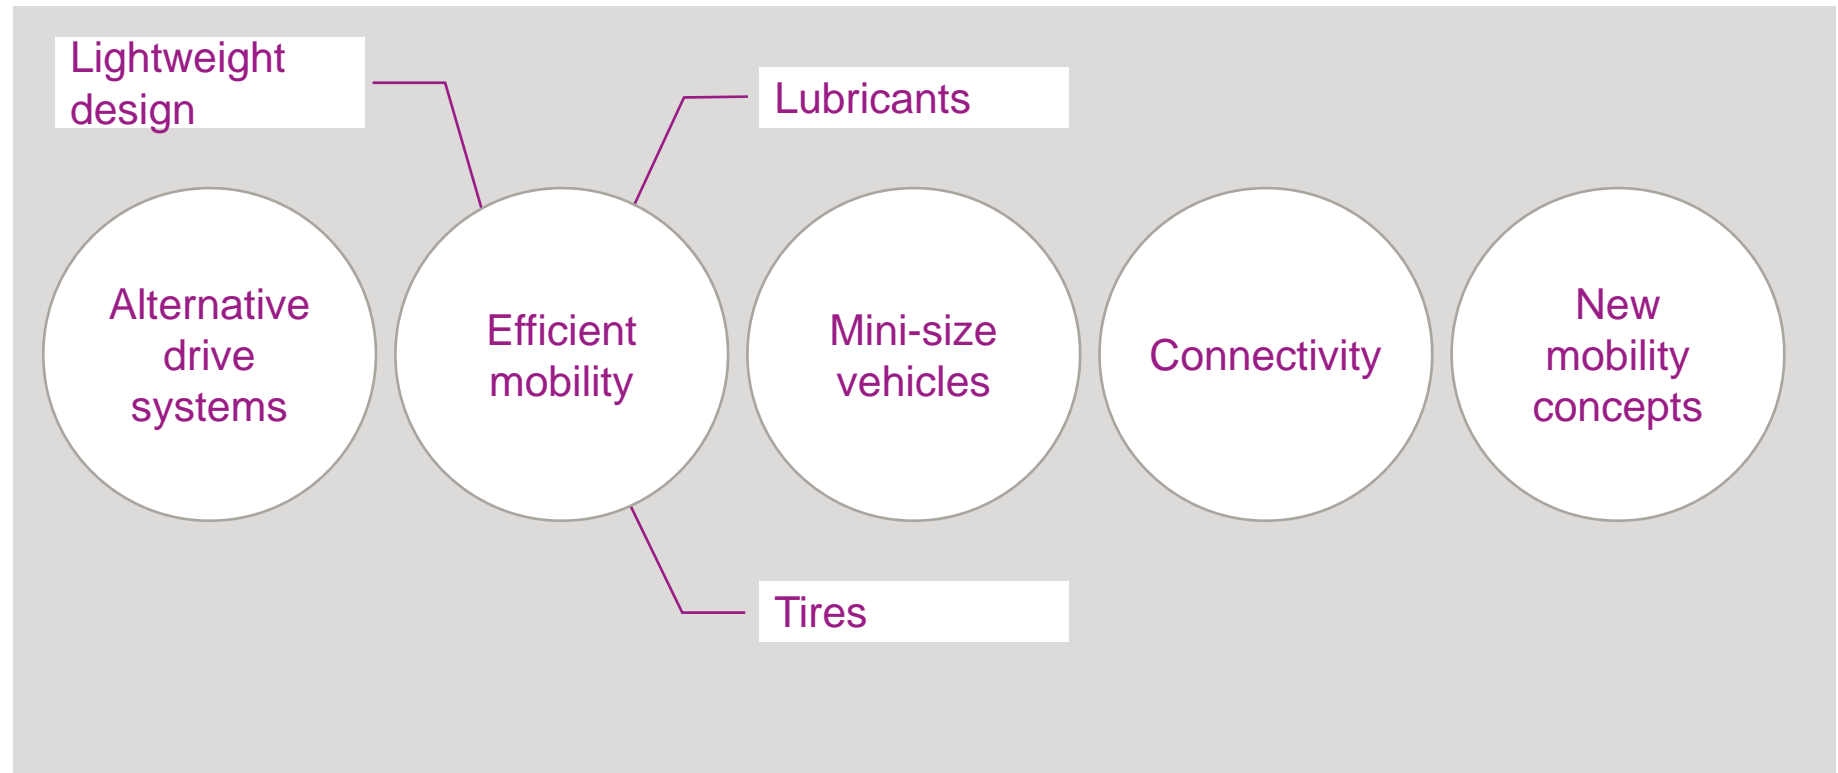 Lightweight
design
Lubricants
Alternative
drive
systems
Efficient
mobility
Mini-size
vehicles
Connectivity
New
mobility
concepts
Tires